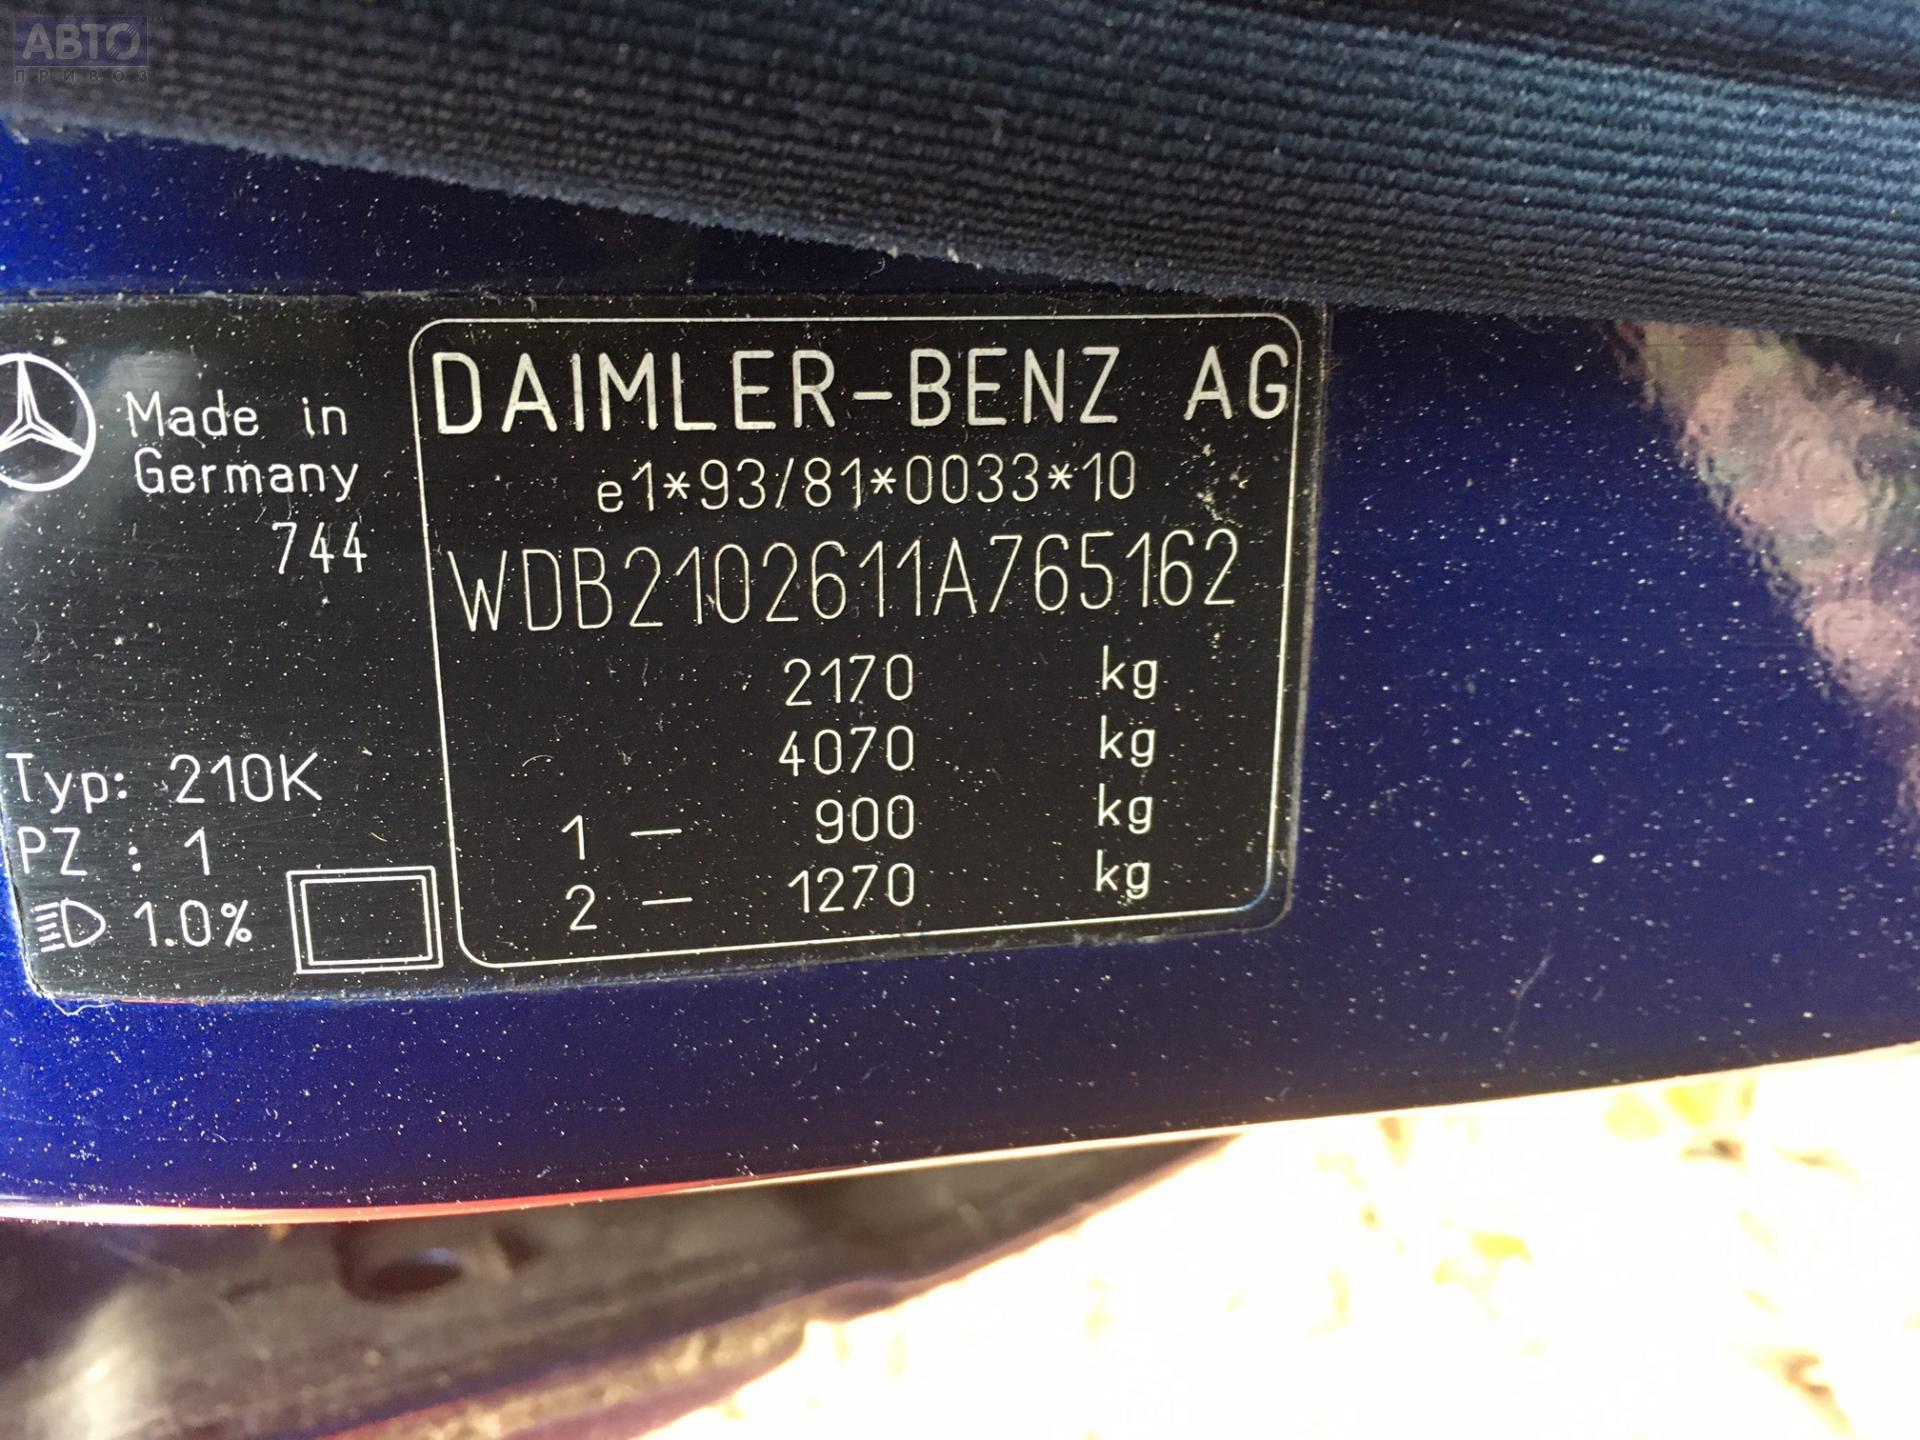 АВТО
ПРИВОЗ
Made in
Germany
744
Typ: 210K
PZ : 1
1.0%
DAIMLER-BENZ AG
e1*93/81*0033*10
WDB2102611A765162
2170 kg
4070 kg
1 — 900 kg
2 — 1270 kg